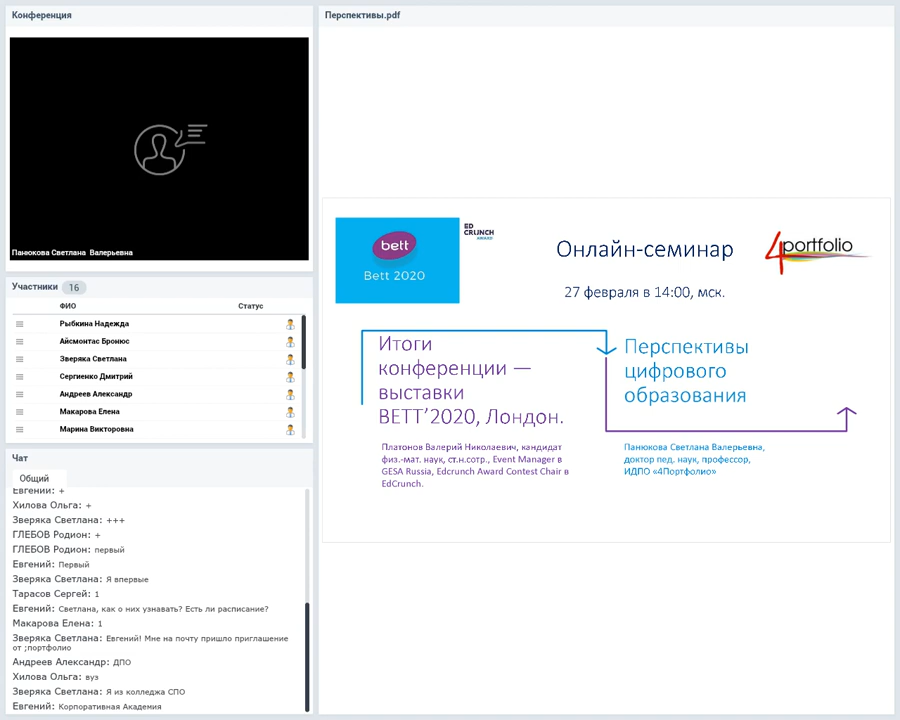 Конференция
Панюкова Светлана Валерьевна
Участники 16
ФИО Статус
Рыбкина Надежда
Айсмонтас Бронюс
Зверяка Светлана
Сергиенко Дмитрий
Андреев Александр
Макарова Елена
Марина Викторовна
Чат
Общий
Евгений: +
Хилова Ольга: +
Зверяка Светлана: +++
ГЛЕБОВ Родион: +
ГЛЕБОВ Родион: первый
Евгений: Первый
Зверяка Светлана: Я впервые
Тарасов Сергей: 1
Евгений: Светлана, как о них узнавать? Есть ли расписание?
Макарова Елена: 1
Зверяка Светлана: Евгений! Мне на почту пришло приглашение
от ;портфолио
Андреев Александр: ДПО
Хилова Ольга: вуз
Зверяка Светлана: Я из колледжа СПО
Евгений: Корпоративная Академия
Перспективы.pdf
bett
Bett 2020
ED
CRUNCH
AWARD
Онлайн-семинар
27 февраля в 14:00, мск.
4portfolio
Итоги
конференции —
выставки
BETT’2020, Лондон.
Платонов Валерий Николаевич, кандидат
физ.-мат. наук, ст.н.сотр., Event Manager в
GESA Russia, Edcrunch Award Contest Chair в
EdCrunch.
Перспективы
цифрового
образования
Панюкова Светлана Валерьевна,
доктор пед. наук, профессор,
ИДПО «4Портфолио»